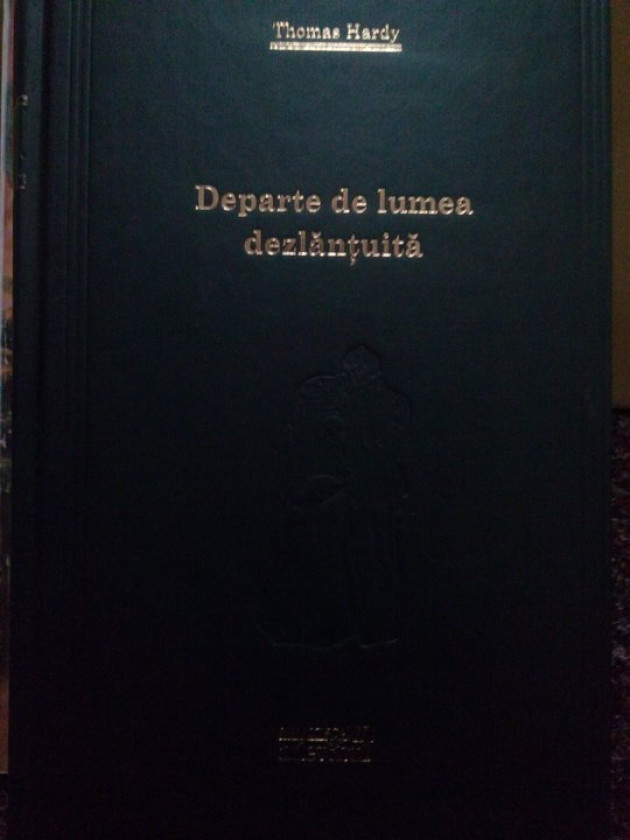 Thomas Hardy
Departe de lumea
dezlănțuită